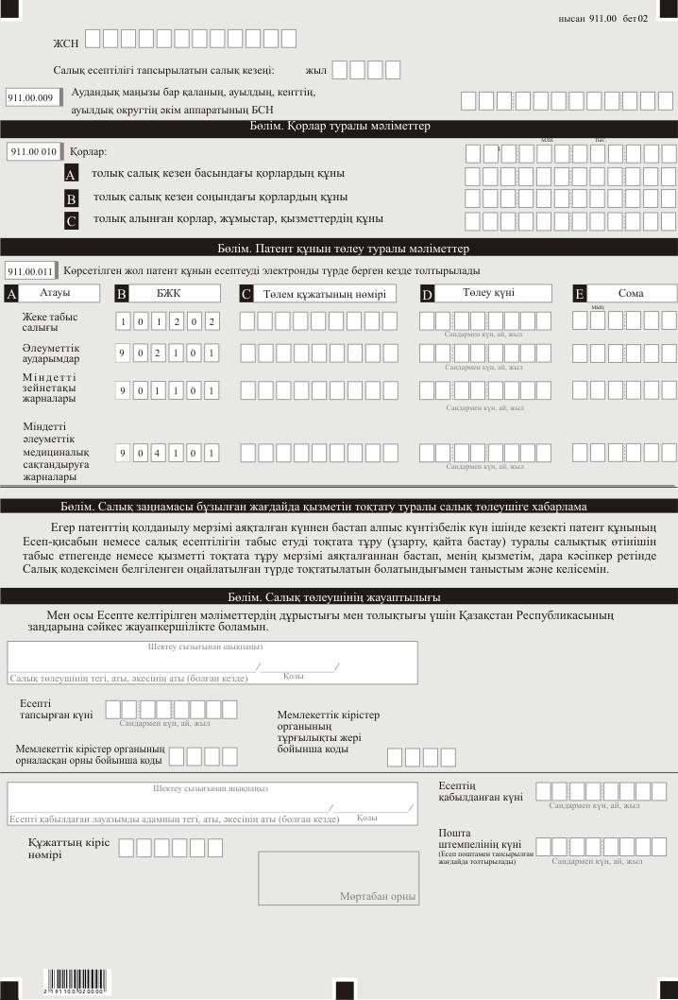 нысан 911.00 бет 02
ЖСН
Салық есептілігі тапсырылатын салық кезеңі: жыл
911.00.009 Аудандық маңызы бар қаланың, ауылдың, кенттің,
ауылдық округтің әкім аппаратының БСН
Бөлім. Қорлар туралы мәліметтер
млн. тыс.
911.00 010 Қорлар:
A толық салық кезен басындағы қорлардың құны
B толық салық кезен соңындағы қорлардың құны
C толық алынған қорлар, жұмыстар, қызметтердің құны
Бөлім. Патент құнын төлеу туралы мәліметтер
911.00.011 Көрсетілген жол патент құнын есептеуді электронды түрде берген кезде толтырылады
A Атауы B БЖК C Төлем құжатының нөмірі D Төлеу күні E Сома
мың
Жеке табыс
салығы 1 0 1 2 0 2
Сандармен күн, ай, жыл
Әлеуметтік
аударымдар 9 0 2 1 0 1
Сандармен күн, ай, жыл
Міндетті
зейнетақы
жарналары 9 0 1 1 0 1
Сандармен күн, ай, жыл
Міндетті
әлеуметтік
медициналық 9 0 4 1 0 1
сақтандыруға Сандармен күн, ай, жыл
жарналары
Бөлім. Салық заңнамасы бұзылған жағдайда қызметін тоқтату туралы салық төлеушіге хабарлама
Егер патенттің қолданылу мерзімі аяқталған күннен бастап алпыс күнтізбелік күн ішінде кезекті патент құнының
Есеп-қисабын немесе салық есептілігін табыс етуді тоқтата тұру (ұзарту, қайта бастау) туралы салықтық өтінішін
табыс етпегенде немесе қызметті тоқтата тұру мерзімі аяқталғаннан бастап, менің қызметім, дара кәсіпкер ретінде
Салық кодексімен белгіленген оңайлатылған түрде тоқтатылатын болатындығымен таныстым және келісемін.
Бөлім. Салық төлеушінің жауаптылығы
Мен осы Есепте келтірілген мәліметтердің дұрыстығы мен толықтығы үшін Қазақстан Республикасының
заңдарына сәйкес жауапкершілікте боламын.
Шектеу сызығынан шықпаңыз
/ /
Салық төлеушінің тегі, аты, әкесінің аты (болған кезде) Қолы
Есепті
тапсырған күні
Сандармен күн, ай, жыл
Мемлекеттік кірістер
органының
тұрғылықты жері
бойынша коды
Мемлекеттік кірістер органының
орналасқан орны бойынша коды
Шектеу сызығынан шықпаңыз
/ /
Есепті қабылдаған лауазымды адамның тегі, аты, әкесінің аты (болған кезде) Қолы
Есептің
қабылданған күні
Сандармен күн, ай, жыл
Құжаттың кіріс
нөмірі
Пошта
штемпелінің күні
(Есеп поштамен тапсырылған
жағдайда толтырылады) Сандармен күн, ай, жыл
Мөртабан орны
2 191100 020000